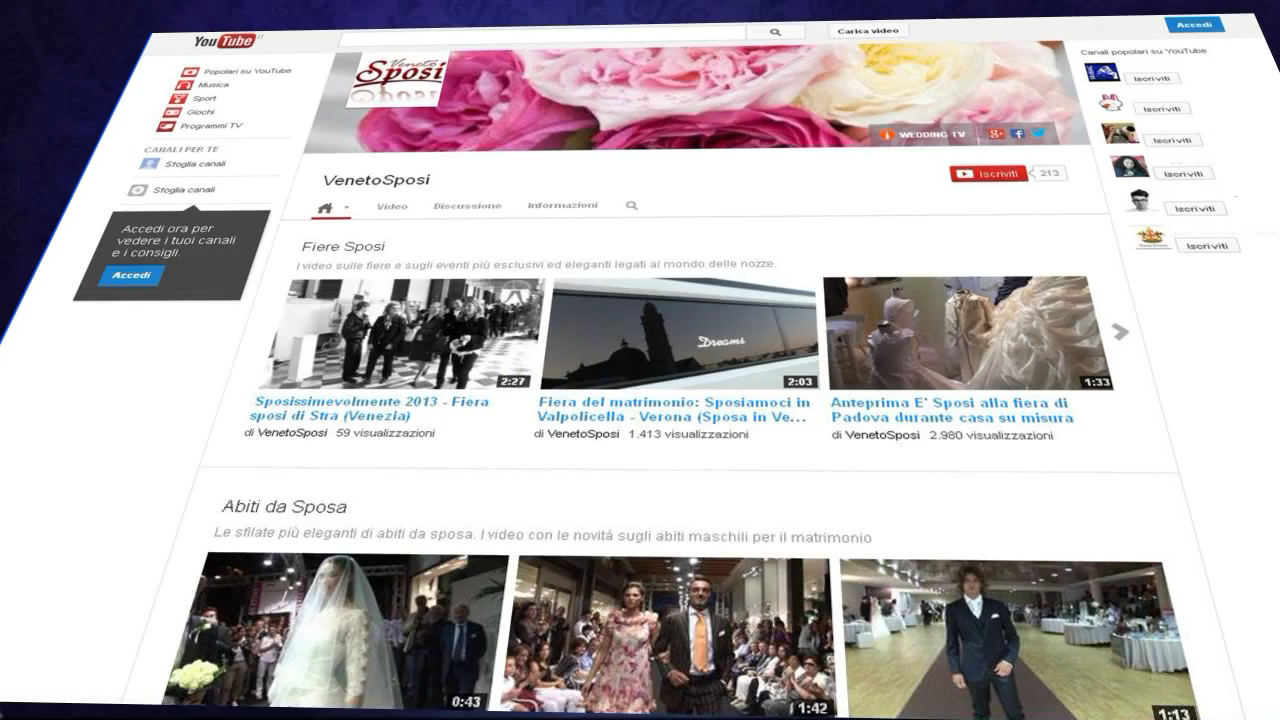 YouTube IT
Carica video
Accedi
Popolari su YouTube
Musica
Sport
Giochi
Programmi TV
CANALI PER TE
Sfoglia canali
Sfoglia canali
Accedi ora per
vedere i tuoi canali
e i consigli.
Accedi
Veneto
Sposi
WEDDING TV
VenetoSposi
Iscriviti 213
Video Discussione Informazioni
Fiere Sposi
I video sulle fiere e sugli eventi più esclusivi ed eleganti legati al mondo delle nozze.
Dreams
2:27
2:03
1:33
Sposissimevolmente 2013 - Fiera
sposi di Stra (Venezia)
di VenetoSposi 59 visualizzazioni
Fiera del matrimonio: Sposiamoci in
Valpolicella - Verona (Sposa in Ve...
di VenetoSposi 1.413 visualizzazioni
Anteprima E' Sposi alla fiera di
Padova durante casa su misura
di VenetoSposi 2.980 visualizzazioni
Abiti da Sposa
Le sfilate più eleganti di abiti da sposa. I video con le novità sugli abiti maschili per il matrimonio
0:43
1:42
1:13
Canali popolari su YouTube
Iscriviti
Iscriviti
Iscriviti
Iscriviti
Iscriviti
Iscriviti